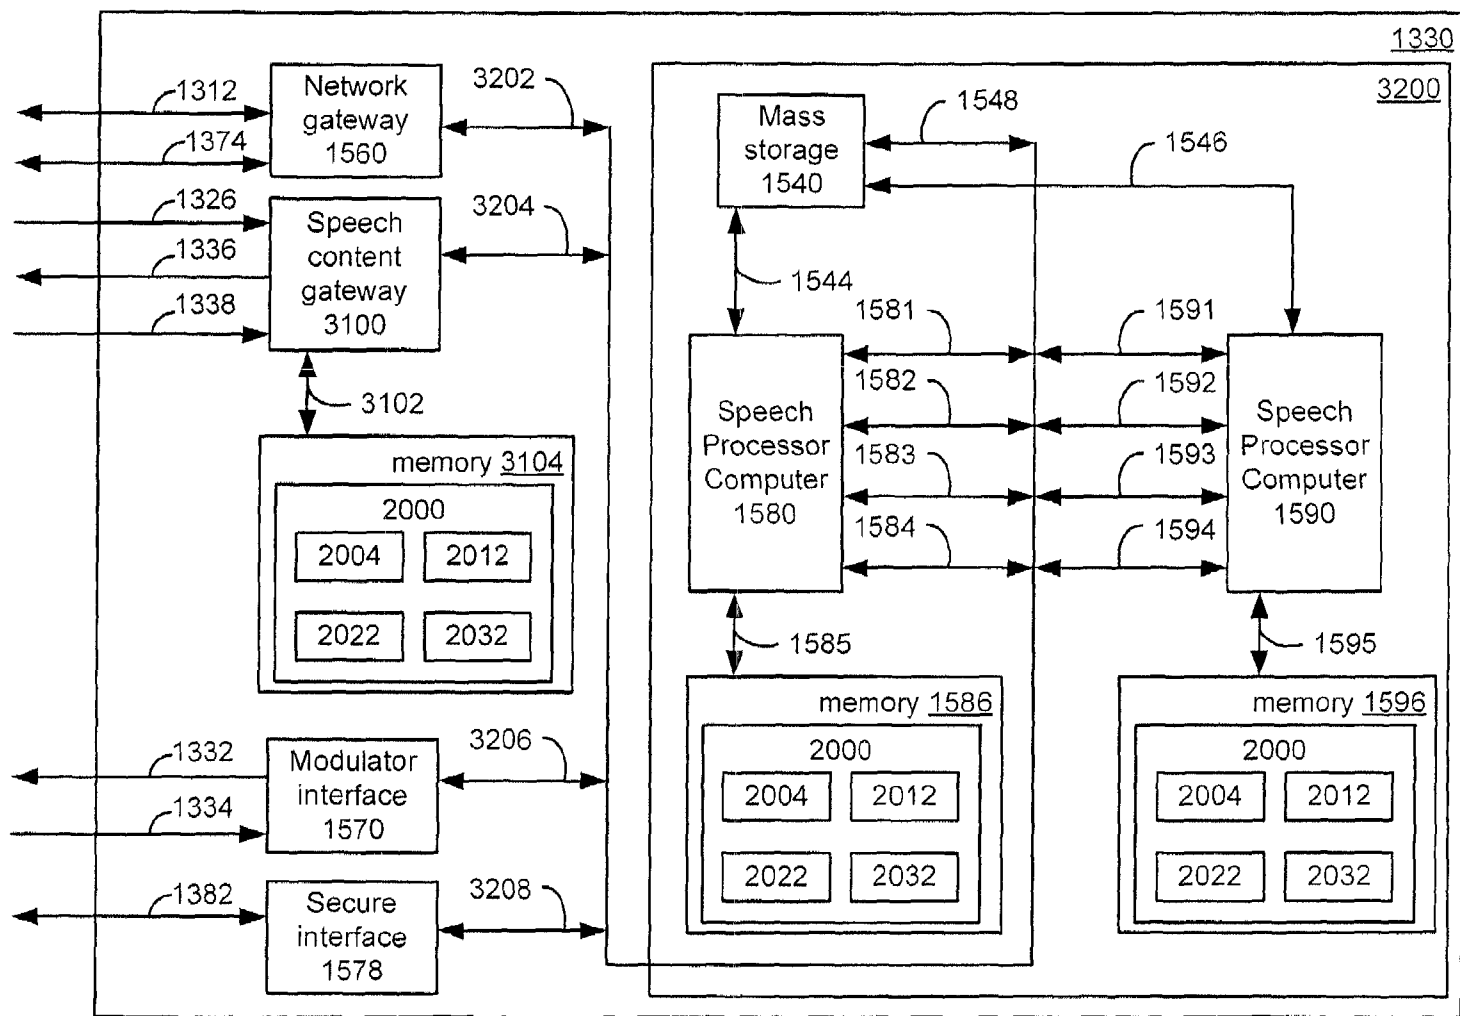 1330
3200
1312
1374
Network
gateway
1560
3202
1326
1336
1338
Speech
content
gateway
3100
3204
3102
memory 3104
2000
2004
2012
2022
2032
1332
1334
Modulator
interface
1570
3206
1382
Secure
interface
1578
3208
Mass
storage
1540
1548
1546
1544
Speech
Processor
Computer
1580
1581
1582
1583
1584
1591
1592
1593
1594
Speech
Processor
Computer
1590
1585
1595
memory 1586
2000
2004
2012
2022
2032
memory 1596
2000
2004
2012
2022
2032